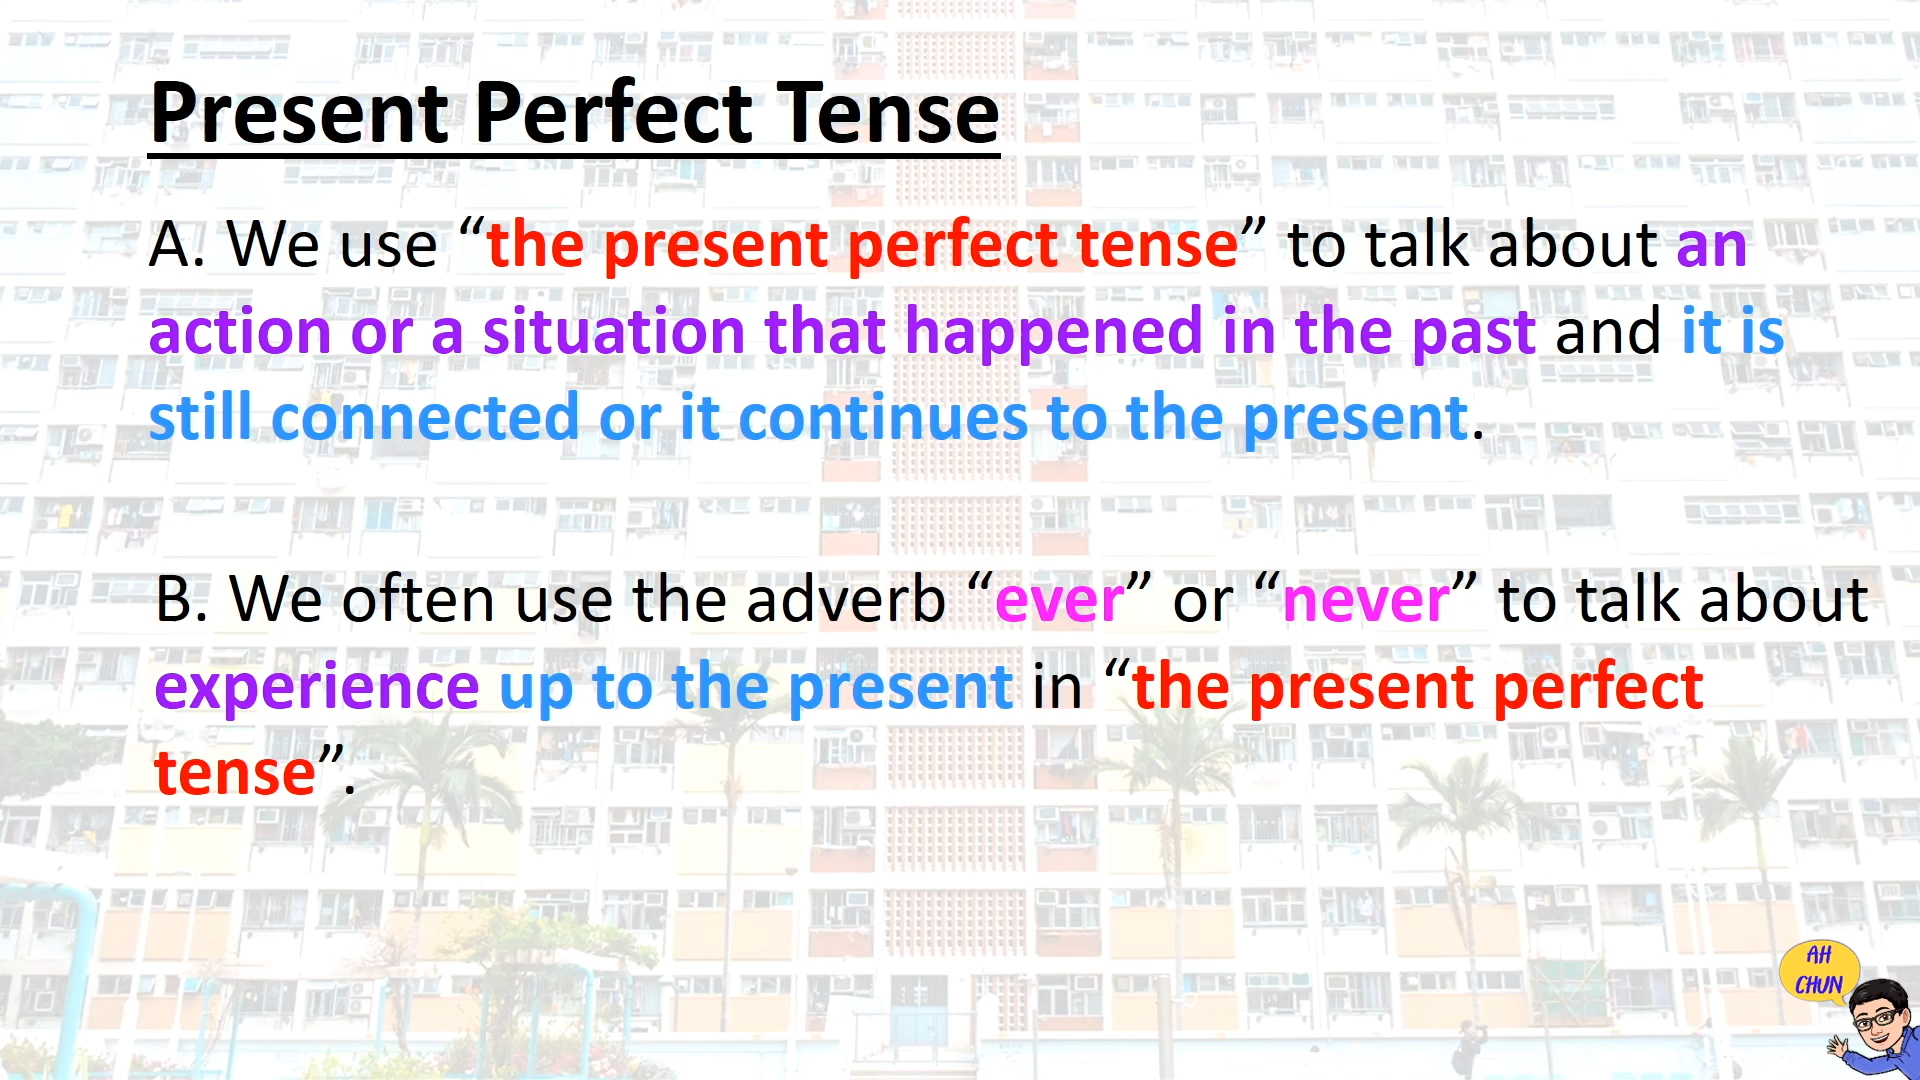 Present Perfect Tense
A. We use “the present perfect tense” to talk about an
action or a situation that happened in the past and it is
still connected or it continues to the present.
B. We often use the adverb “ever” or “never” to talk about
experience up to the present in “the present perfect
tense”.
AH
CHUN